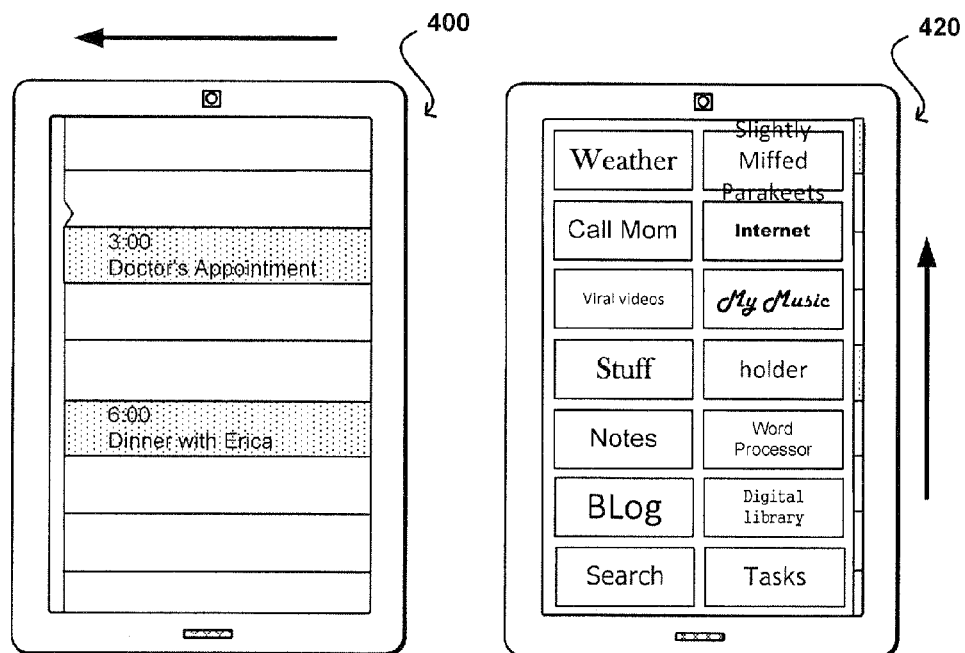 400
420
3:00
Doctor's Appointment
6:00
Dinner with Erica
Weather
Slightly
Miffed
Parakeets
Call Mom
Internet
Viral videos
My Music
Stuff
holder
Notes
Word
Processor
BLog
Digital
library
Search
Tasks